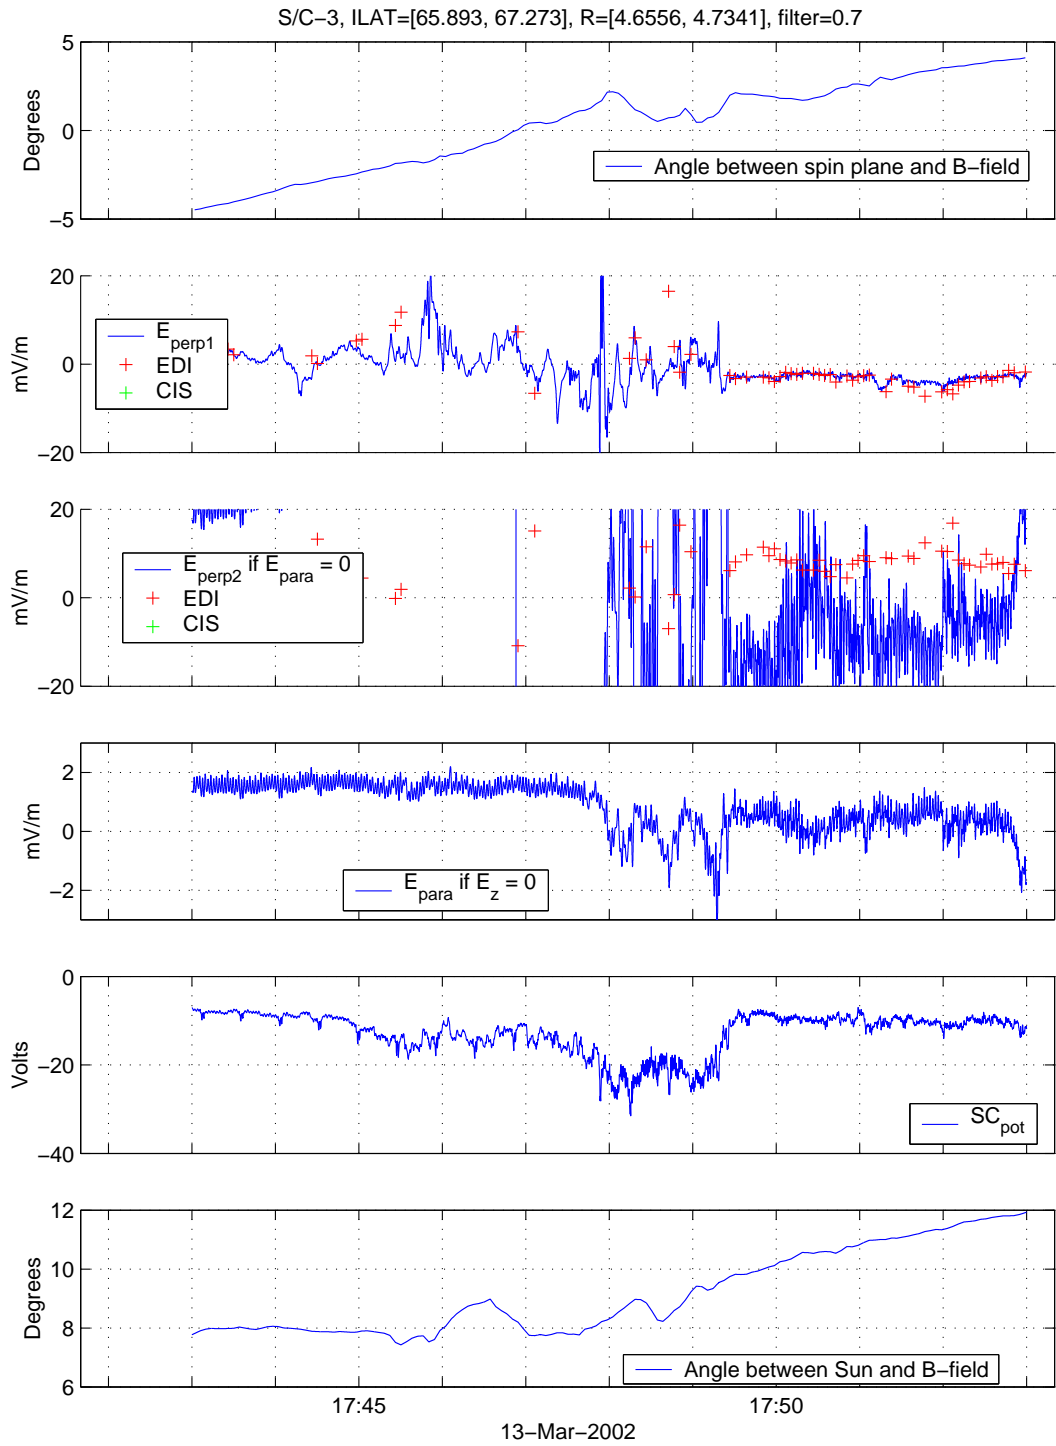 S/C−3, ILAT=[65.893, 67.273], R=[4.6556, 4.7341], filter=0.7
5
0
−5
Degrees
Angle between spin plane and B−field
20
0
−20
mV/m
E_perp1
EDI
CIS
20
0
−20
mV/m
E_perp2 if E_para = 0
EDI
CIS
2
0
−2
mV/m
E_para if E_z = 0
0
−20
−40
Volts
SC_pot
12
10
8
6
Degrees
Angle between Sun and B−field
17:45
17:50
13−Mar−2002